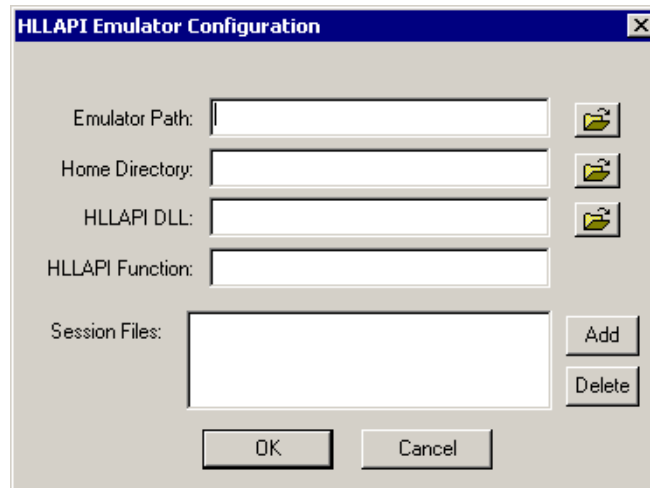 HLLAPI Emulator Configuration
Emulator Path:
Home Directory:
HLLAPI DLL:
HLLAPI Function:
Session Files:
Add
Delete
OK
Cancel